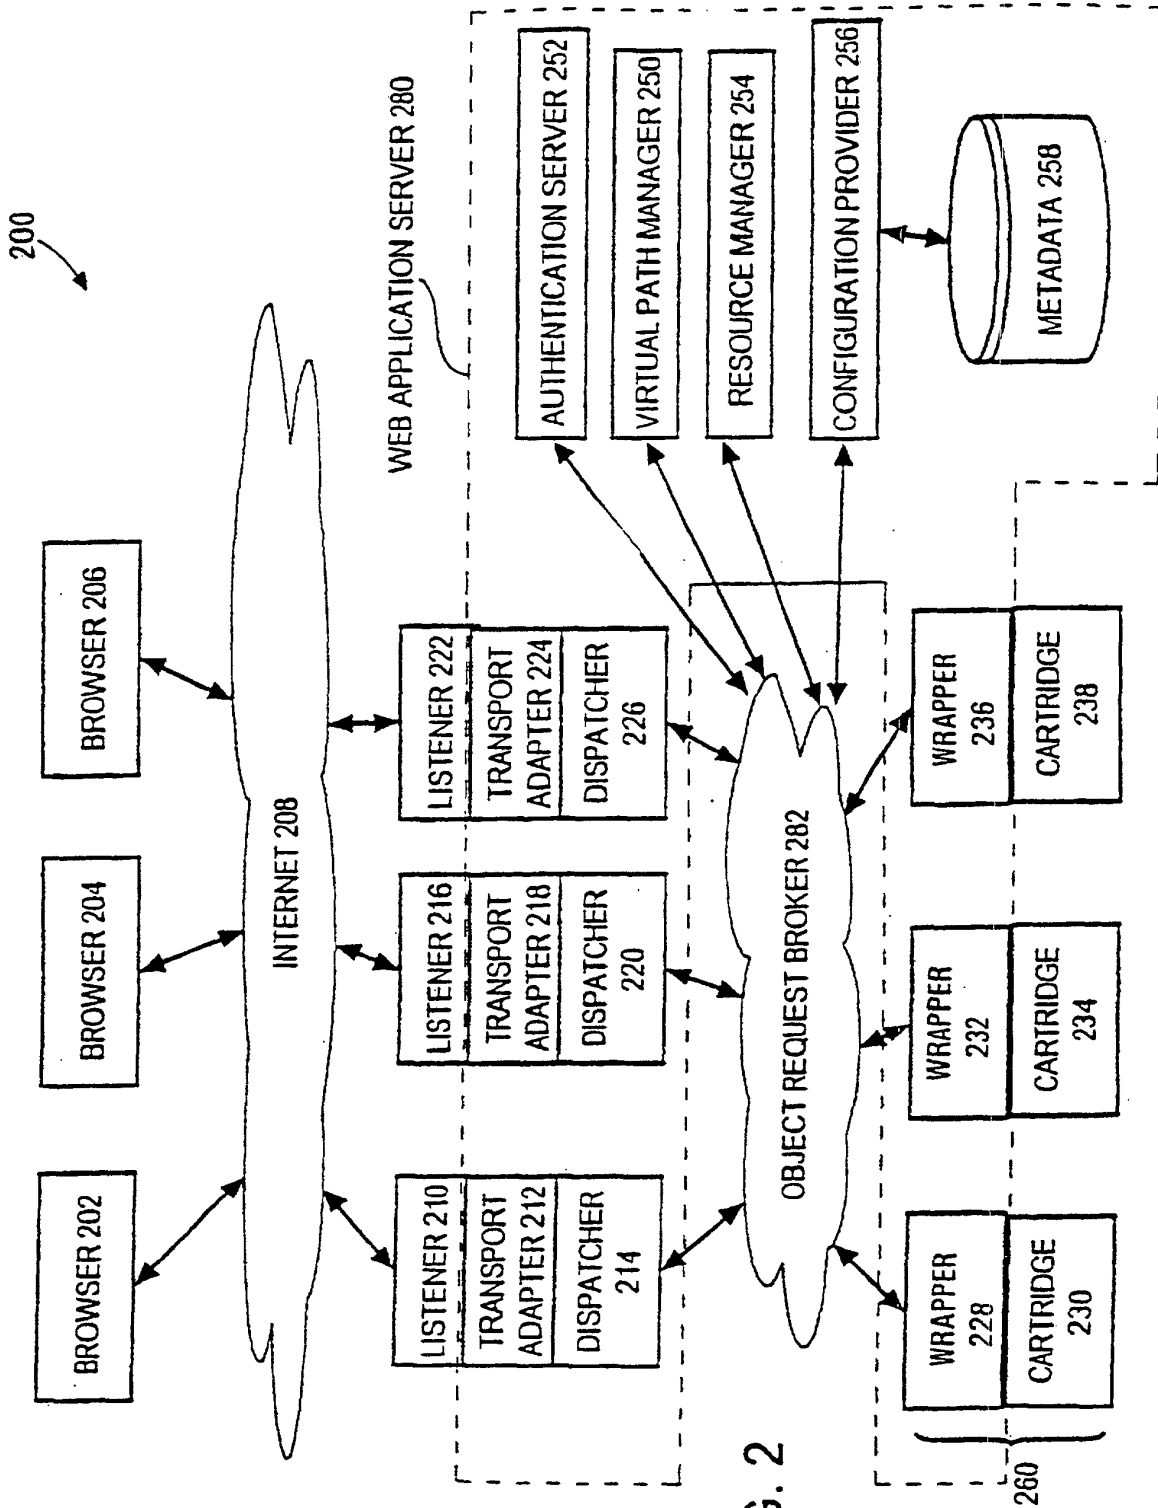 200
BROWSER 202
BROWSER 204
BROWSER 206
INTERNET 208
WEB APPLICATION SERVER 280
LISTENER 210
TRANSPORT
ADAPTER 212
DISPATCHER
214
LISTENER 216
TRANSPORT
ADAPTER 218
DISPATCHER
220
LISTENER 222
TRANSPORT
ADAPTER 224
DISPATCHER
226
AUTHENTICATION SERVER 252
VIRTUAL PATH MANAGER 250
RESOURCE MANAGER 254
CONFIGURATION PROVIDER 256
METADATA 258
OBJECT REQUEST BROKER 282
WRAPPER
228
CARTRIDGE
230
WRAPPER
232
CARTRIDGE
234
WRAPPER
236
CARTRIDGE
238
260
G. 2